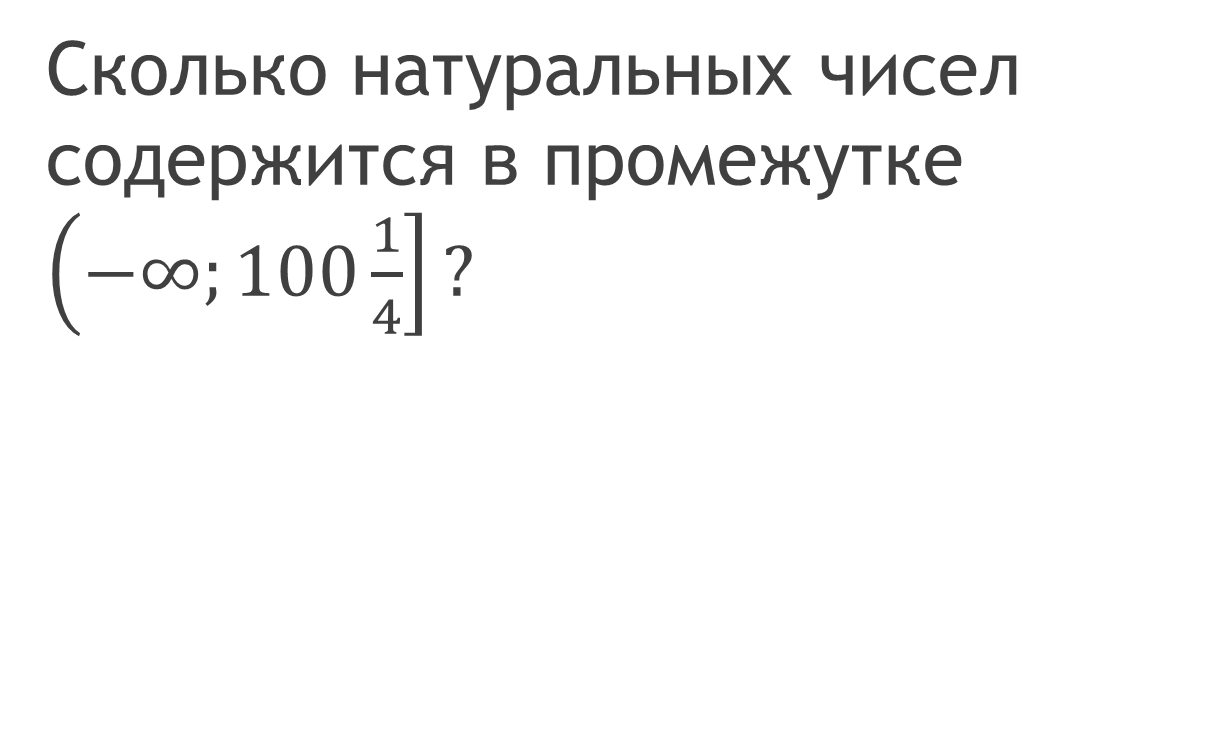 Сколько натуральных чисел
содержится в промежутке
(−∞; 100 1/4] ?